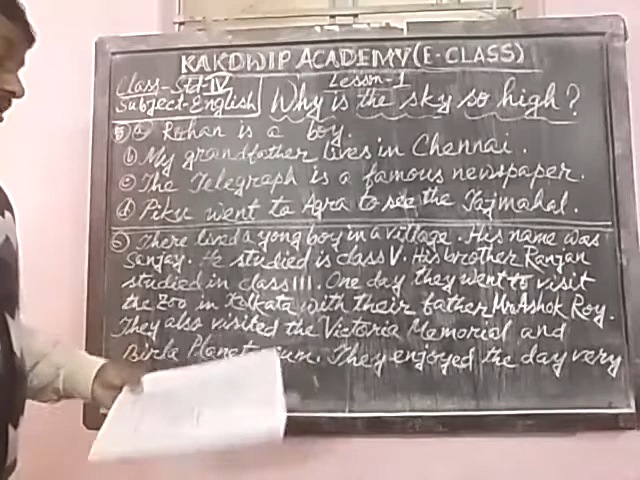 KAKDWIP ACADEMY (E-CLASS)
Class-Std-IV
Subject-English
Lesson-1
Why is the sky so high?
5) a) Rohan is a boy.
b) My grandfather lives in Chennai.
c) The Telegraph is a famous newspaper.
d) Piku went to Agra to see the Tajmahal.
6) There lived a yong boy in a village. His name was
Sanjay. He studied is class V. His brother Ranjan
studied in class III. One day they went to visit
the Zoo in Kolkata with their father Mr Ashok Roy.
They also visited the Victoria Memorial and
Birla. They enjoyed the day very